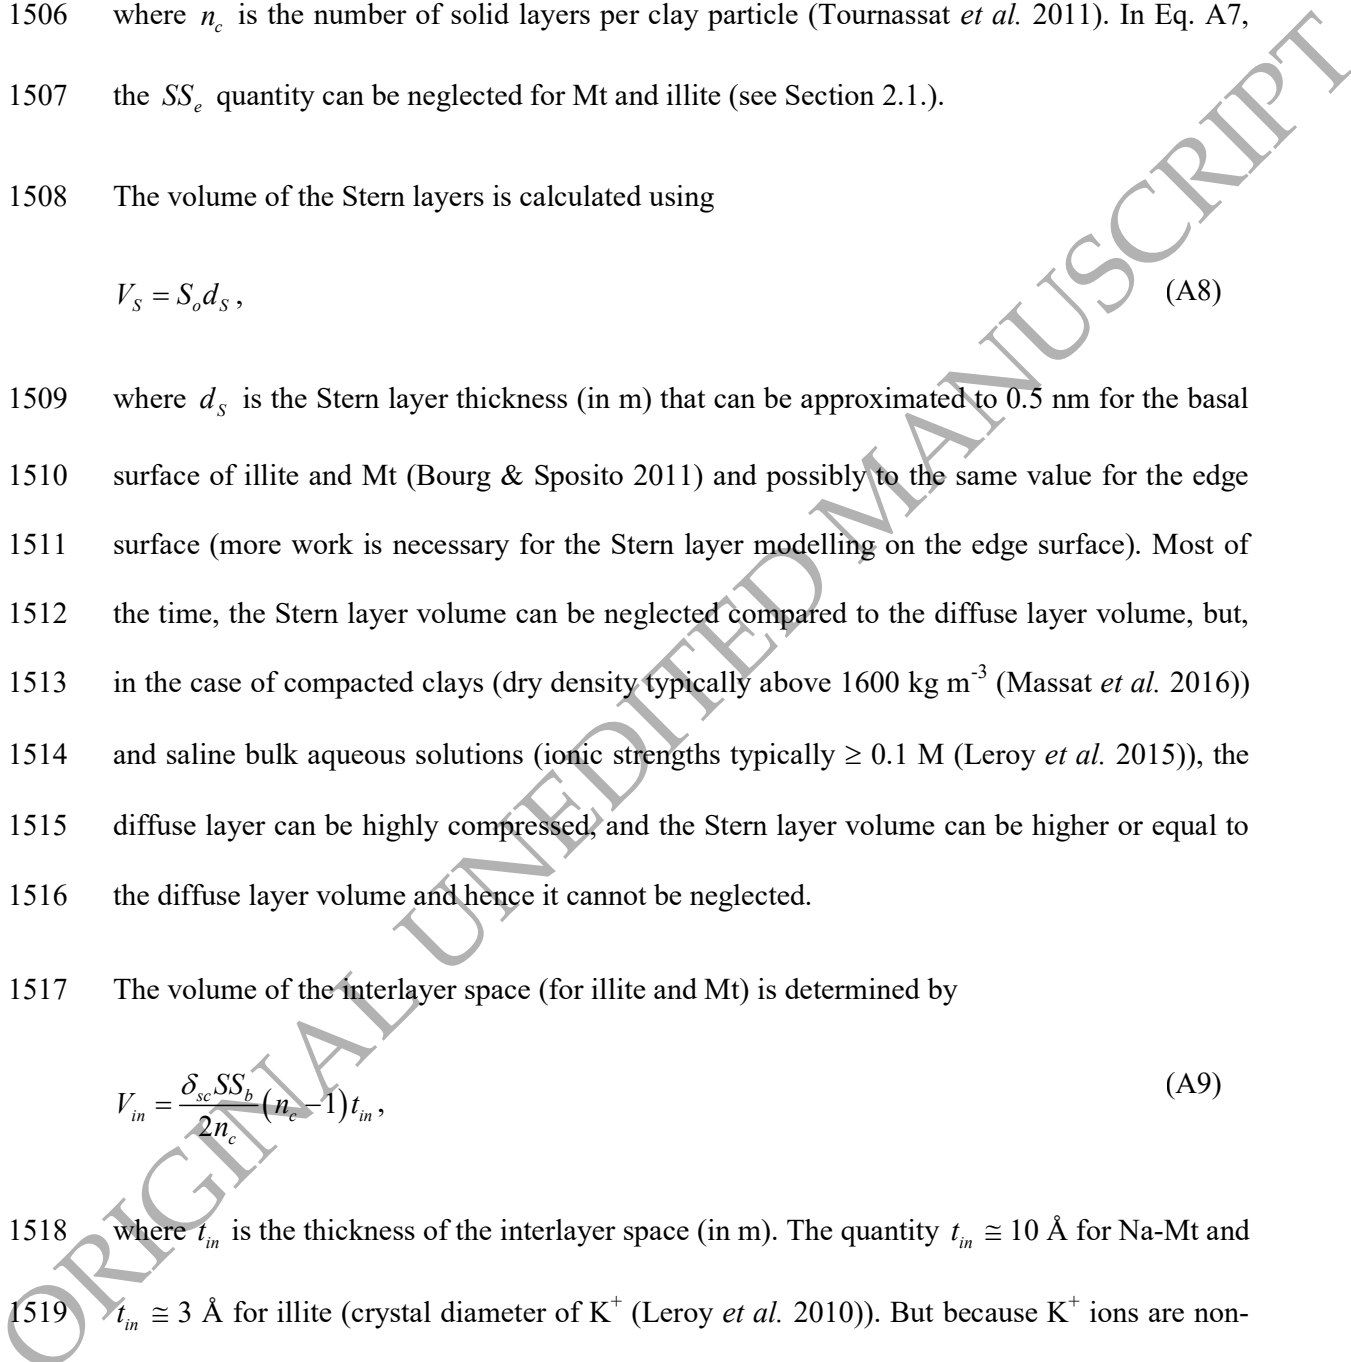 1506 where n_c is the number of solid layers per clay particle (Tournassat et al. 2011). In Eq. A7,
1507 the SS_e quantity can be neglected for Mt and illite (see Section 2.1.).
1508 The volume of the Stern layers is calculated using
V_S = S_o d_S , (A8)
1509 where d_S is the Stern layer thickness (in m) that can be approximated to 0.5 nm for the basal
1510 surface of illite and Mt (Bourg & Sposito 2011) and possibly to the same value for the edge
1511 surface (more work is necessary for the Stern layer modelling on the edge surface). Most of
1512 the time, the Stern layer volume can be neglected compared to the diffuse layer volume, but,
1513 in the case of compacted clays (dry density typically above 1600 kg m^-3 (Massat et al. 2016))
1514 and saline bulk aqueous solutions (ionic strengths typically ≥ 0.1 M (Leroy et al. 2015)), the
1515 diffuse layer can be highly compressed, and the Stern layer volume can be higher or equal to
1516 the diffuse layer volume and hence it cannot be neglected.
1517 The volume of the interlayer space (for illite and Mt) is determined by
V_in = δ_sc SS_b / 2n_c (n_c − 1) t_in , (A9)
1518 where t_in is the thickness of the interlayer space (in m). The quantity t_in ≅ 10 Å for Na-Mt and
1519 t_in ≅ 3 Å for illite (crystal diameter of K^+ (Leroy et al. 2010)). But because K^+ ions are non-
ORIGINAL UNEDITED MANUSCRIPT